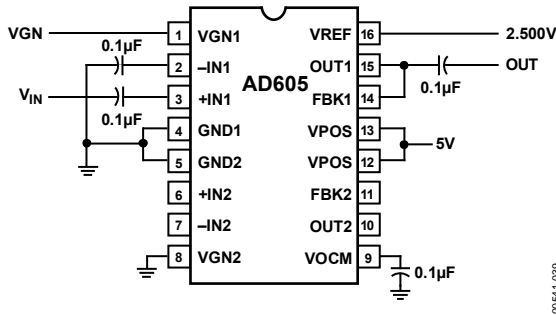 VGN
0.1µF
V_IN
0.1µF
AD605
1 VGN1
2 –IN1
3 +IN1
4 GND1
5 GND2
6 +IN2
7 –IN2
8 VGN2
VREF 16
OUT1 15
FBK1 14
VPOS 13
VPOS 12
FBK2 11
OUT2 10
VOCM 9
2.500V
OUT
0.1µF
5V
0.1µF